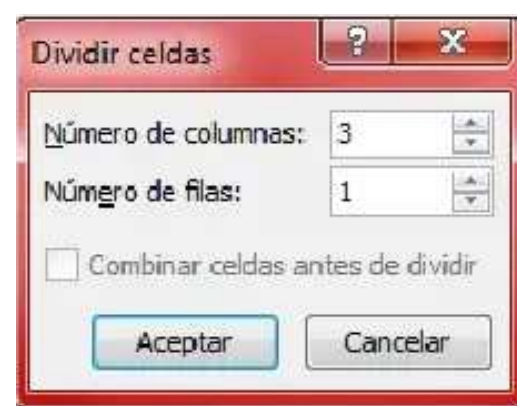 Dividir celdas
Número de columnas: 3
Número de filas: 1
Combinar celdas antes de dividir
Aceptar Cancelar